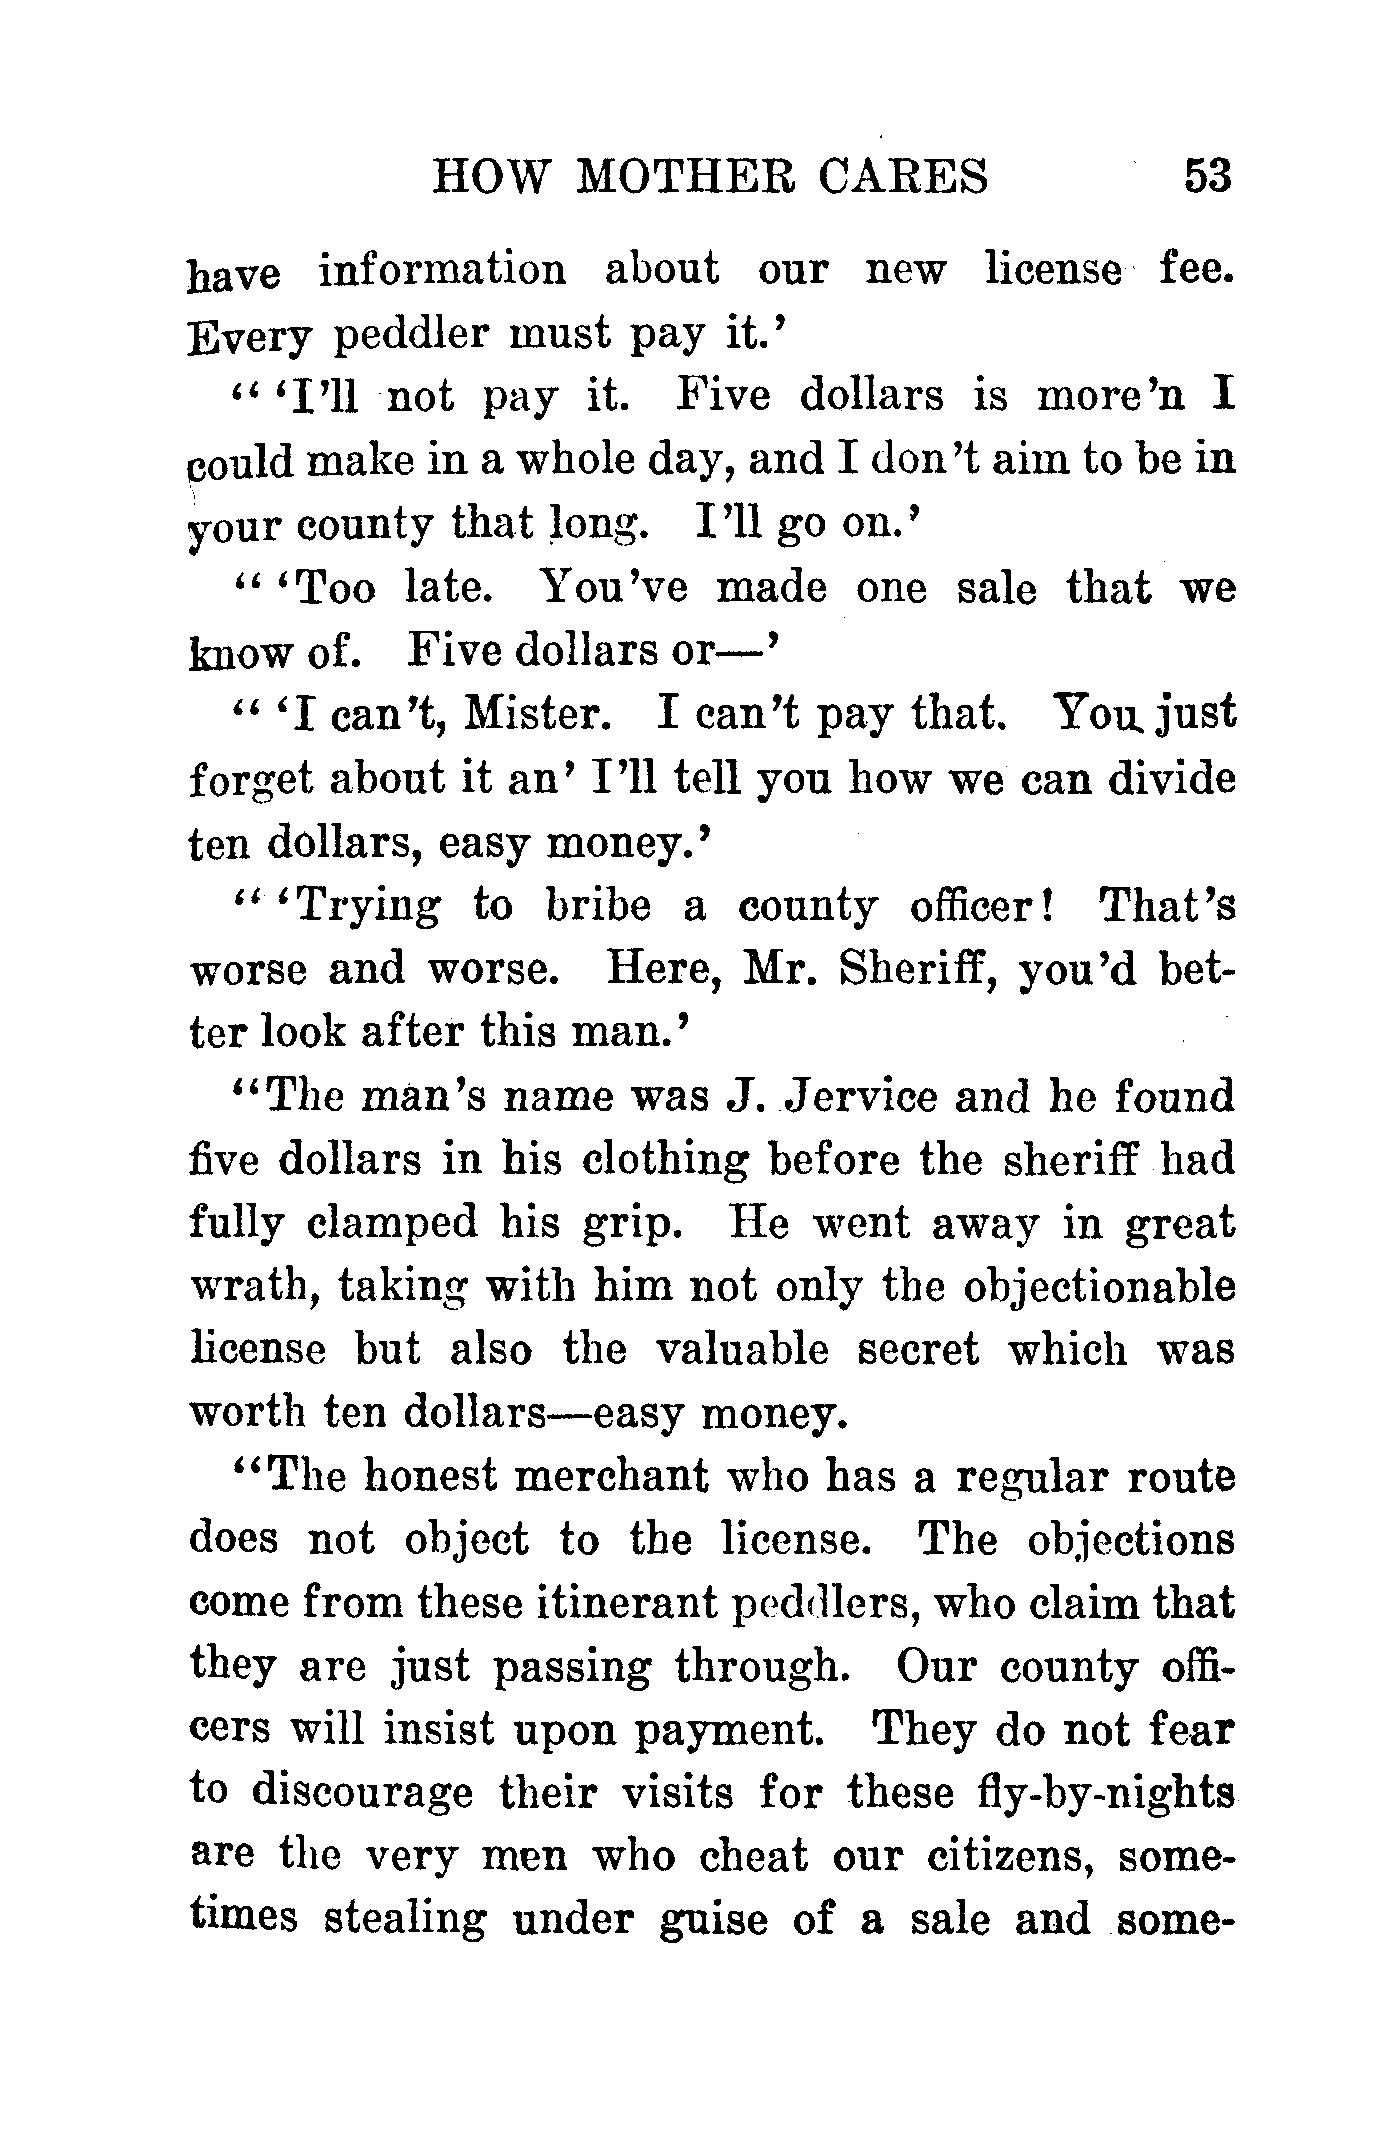 HOW MOTHER CARES 53
have information about our new license fee.
Every peddler must pay it.’
“ ‘I’ll not pay it. Five dollars is more’n I
could make in a whole day, and I don’t aim to be in
your county that long. I’ll go on.’
“ ‘Too late. You’ve made one sale that we
know of. Five dollars or—’
“ ‘I can’t, Mister. I can’t pay that. You just
forget about it an’ I’ll tell you how we can divide
ten dollars, easy money.’
“ ‘Trying to bribe a county officer! That’s
worse and worse. Here, Mr. Sheriff, you’d bet-
ter look after this man.’
“The man’s name was J. Jervice and he found
five dollars in his clothing before the sheriff had
fully clamped his grip. He went away in great
wrath, taking with him not only the objectionable
license but also the valuable secret which was
worth ten dollars—easy money.
“The honest merchant who has a regular route
does not object to the license. The objections
come from these itinerant peddlers, who claim that
they are just passing through. Our county offi-
cers will insist upon payment. They do not fear
to discourage their visits for these fly-by-nights
are the very men who cheat our citizens, some-
times stealing under guise of a sale and some-